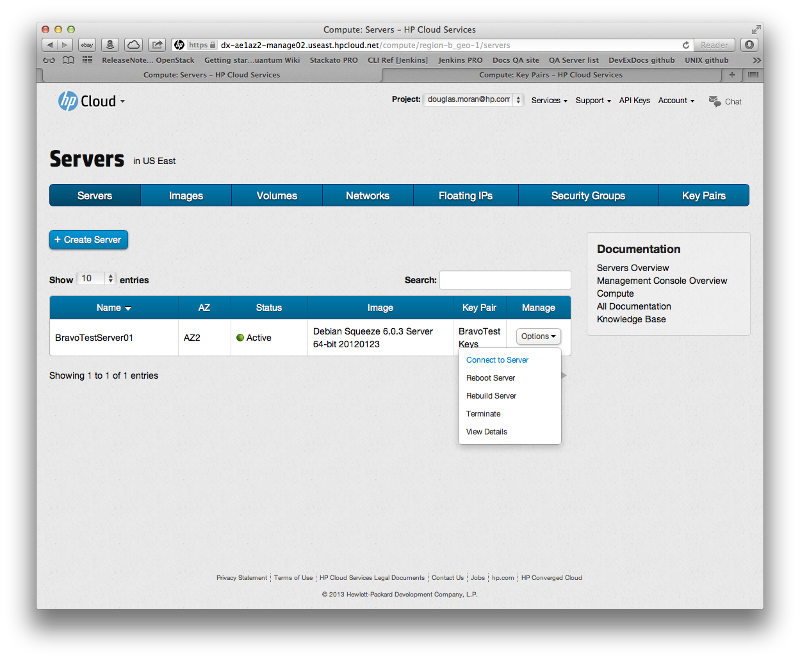 Compute: Servers – HP Cloud Services
ebay
hp https dx-ae1az2-manage02.useast.hpcloud.net/compute/region-b_geo-1/servers
Reader
ReleaseNote... OpenStack Getting star...uantum Wiki Stackato PRO CLI Ref [Jenkins] Jenkins PRO Docs QA site QA Server list DevExDocs github UNIX github
Compute: Servers – HP Cloud Services
Compute: Key Pairs – HP Cloud Services
hp Cloud
Project: douglas.moran@hp.com Services Support API Keys Account Chat
Servers in US East
Servers Images Volumes Networks Floating IPs Security Groups Key Pairs
+ Create Server
Show 10 entries
Search:
Name AZ Status Image Key Pair Manage
BravoTestServer01 AZ2 Active Debian Squeeze 6.0.3 Server 64-bit 20120123 BravoTest Keys Options
Connect to Server
Reboot Server
Rebuild Server
Terminate
View Details
Showing 1 to 1 of 1 entries
Documentation
Servers Overview
Management Console Overview
Compute
All Documentation
Knowledge Base
Privacy Statement | Terms of Use | HP Cloud Services Legal Documents | Contact Us | Jobs | hp.com | HP Converged Cloud
© 2013 Hewlett-Packard Development Company, L.P.